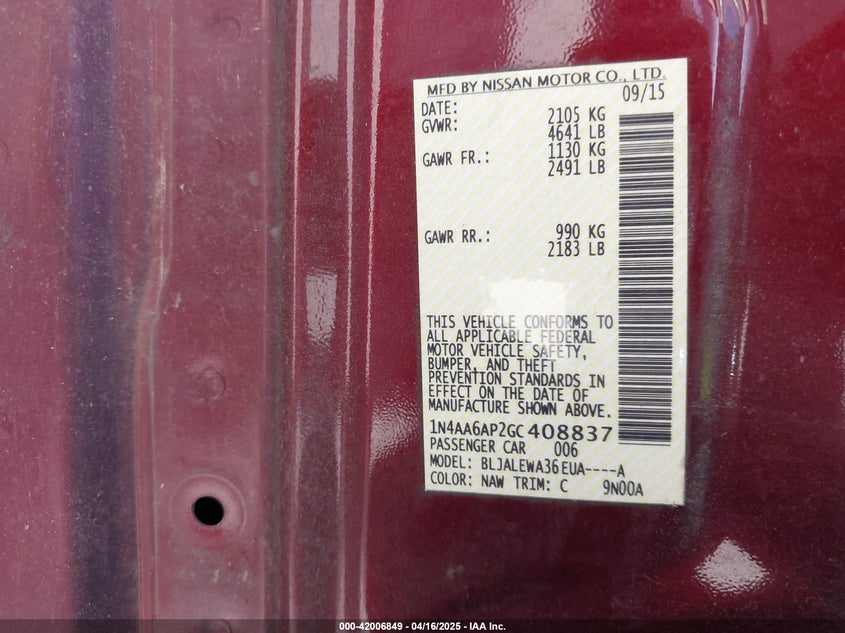 MFD BY NISSAN MOTOR CO., LTD.
DATE: 09/15
GVWR: 2105 KG
4641 LB
GAWR FR.: 1130 KG
2491 LB
GAWR RR.: 990 KG
2183 LB
THIS VEHICLE CONFORMS TO
ALL APPLICABLE FEDERAL
MOTOR VEHICLE SAFETY,
BUMPER, AND THEFT
PREVENTION STANDARDS IN
EFFECT ON THE DATE OF
MANUFACTURE SHOWN ABOVE.
1N4AA6AP2GC408837
PASSENGER CAR 006
MODEL: BLJALEWA36EUA----A
COLOR: NAW TRIM: C 9N00A
000-42006849 - 04/16/2025 - IAA Inc.